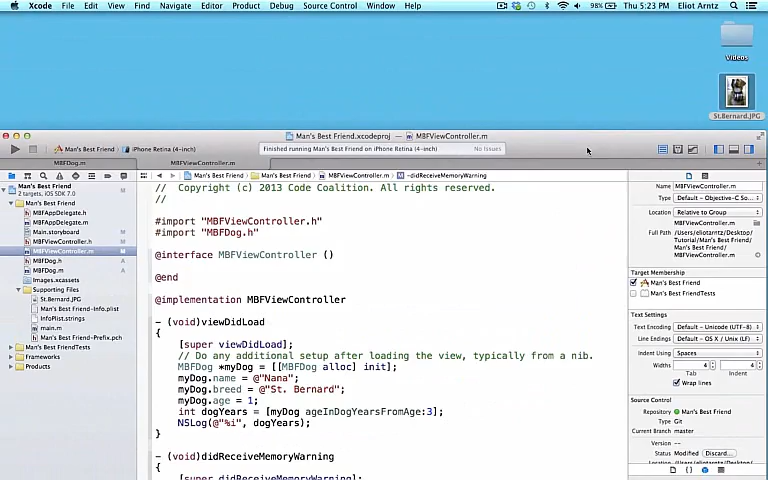 Xcode File Edit View Find Navigate Editor Product Debug Source Control Window Help 98% Thu 5:23 PM Eliot Arntz
Videos
St.Bernard.JPG
Man's Best Friend.xcodeproj — MBFViewController.m
Man's Best Friend iPhone Retina (4-inch) Finished running Man's Best Friend on iPhone Retina (4-inch) No Issues
MBFDog.m MBFViewController.m
Man's Best Friend Man's Best Friend MBFViewController.m -didReceiveMemoryWarning
Man's Best Friend M
2 targets, iOS SDK 7.0
Man's Best Friend
MBFAppDelegate.h
MBFAppDelegate.m
Main.storyboard M
MBFViewController.h M
MBFViewController.m M
MBFDog.h A
MBFDog.m A
Images.xcassets
Supporting Files
St.Bernard.JPG
Man's Best Friend-Info.plist
InfoPlist.strings
main.m
Man's Best Friend-Prefix.pch
Man's Best FriendTests
Frameworks
Products
// Copyright (c) 2013 Code Coalition. All rights reserved.
//
#import "MBFViewController.h"
#import "MBFDog.h"
@interface MBFViewController ()
@end
@implementation MBFViewController
- (void)viewDidLoad
{
[super viewDidLoad];
// Do any additional setup after loading the view, typically from a nib.
MBFDog *myDog = [[MBFDog alloc] init];
myDog.name = @"Nana";
myDog.breed = @"St. Bernard";
myDog.age = 1;
int dogYears = [myDog ageInDogYearsFromAge:3];
NSLog(@"%i", dogYears);
}
- (void)didReceiveMemoryWarning
{
[super didReceiveMemoryWarning];
Name MBFViewController.m
Type Default - Objective-C So...
Location Relative to Group
MBFViewController.m
Full Path /Users/eliotarntz/Desktop/
Tutorial/Man's Best Friend/
Man's Best Friend/
MBFViewController.m
Target Membership
Man's Best Friend
Man's Best FriendTests
Text Settings
Text Encoding Default - Unicode (UTF-8)
Line Endings Default - OS X / Unix (LF)
Indent Using Spaces
Widths 4 4
Tab Indent
Wrap lines
Source Control
Repository Man's Best Friend
Type Git
Current Branch master
Version --
Status Modified Discard...